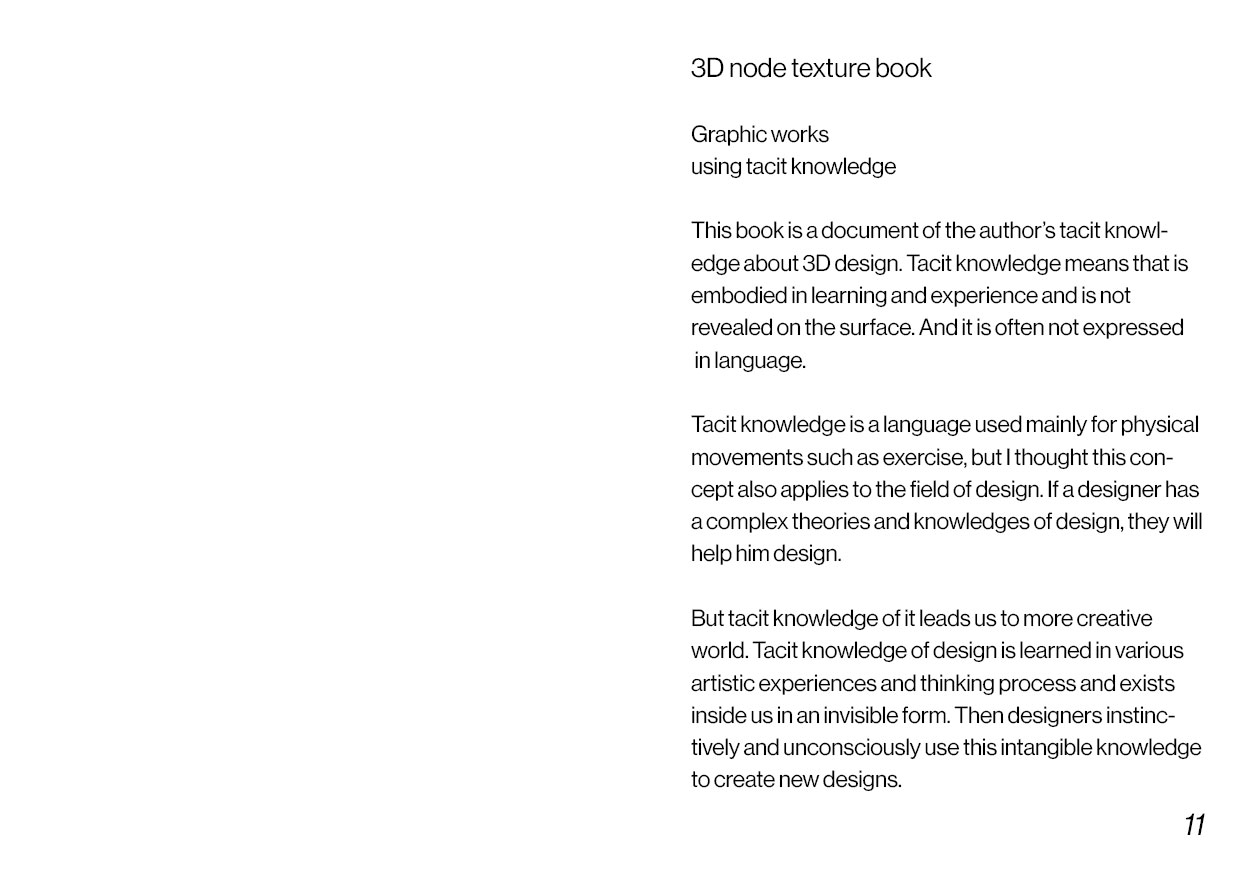 3D node texture book
Graphic works
using tacit knowledge
This book is a document of the author’s tacit knowl-
edge about 3D design. Tacit knowledge means that is
embodied in learning and experience and is not
revealed on the surface. And it is often not expressed
in language.
Tacit knowledge is a language used mainly for physical
movements such as exercise, but I thought this con-
cept also applies to the field of design. If a designer has
a complex theories and knowledges of design, they will
help him design.
But tacit knowledge of it leads us to more creative
world. Tacit knowledge of design is learned in various
artistic experiences and thinking process and exists
inside us in an invisible form. Then designers instinc-
tively and unconsciously use this intangible knowledge
to create new designs.
11